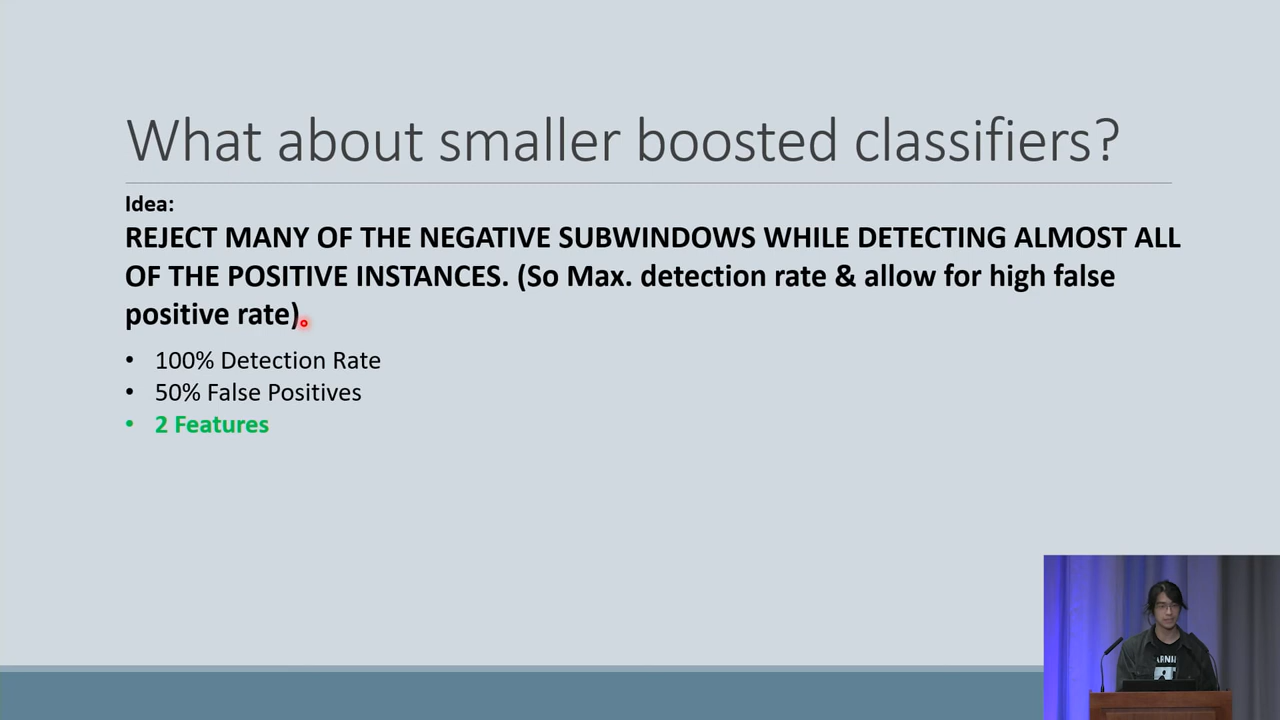 What about smaller boosted classifiers?
Idea:
REJECT MANY OF THE NEGATIVE SUBWINDOWS WHILE DETECTING ALMOST ALL
OF THE POSITIVE INSTANCES. (So Max. detection rate & allow for high false
positive rate)
• 100% Detection Rate
• 50% False Positives
• 2 Features